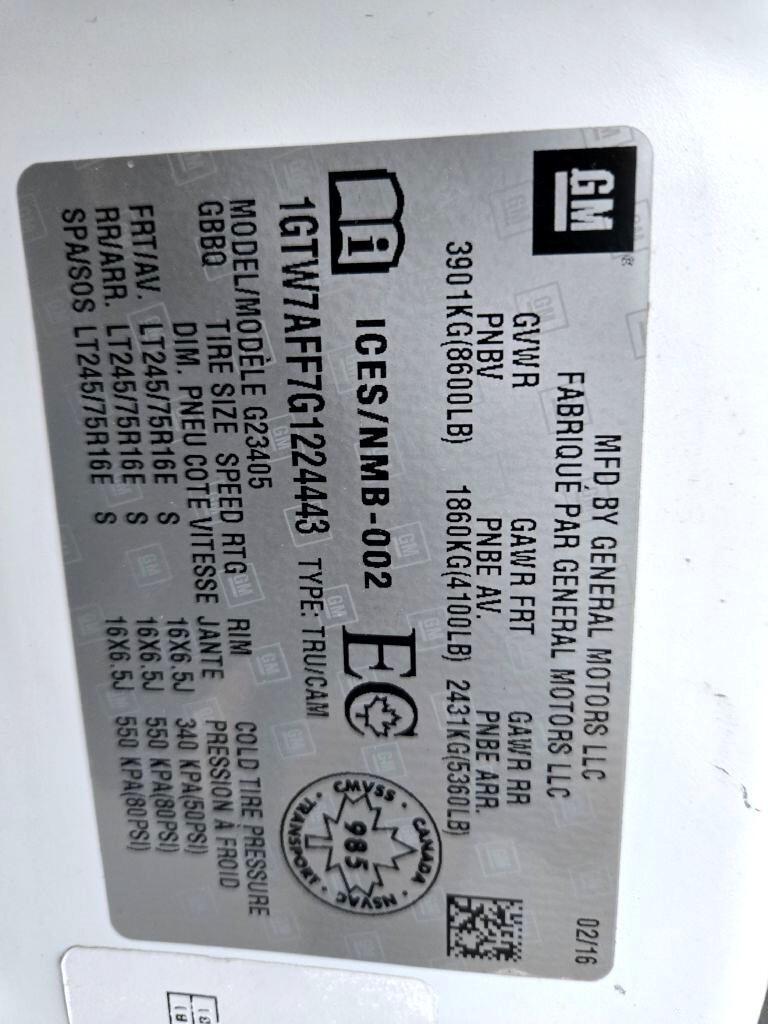 GM
MFD BY GENERAL MOTORS LLC 02/16
FABRIQUÉ PAR GENERAL MOTORS LLC
GVWR GAWR FRT GAWR RR
PNBV PNBE AV. PNBE ARR.
3901KG(8600LB) 1860KG(4100LB) 2431KG(5360LB)
ICES/NMB-002 EC
CANADA · NSVAC · TRANSPORT · CMVSS ·
985
1GTW7AFF7G1224443 TYPE: TRU/CAM
MODEL/MODÈLE G23405
GBBQ TIRE SIZE SPEED RTG RIM COLD TIRE PRESSURE
DIM. PNEU COTE VITESSE JANTE PRESSION À FROID
FRT/AV. LT245/75R16E S 16X6.5J 340 KPA(50PSI)
RR/ARR. LT245/75R16E S 16X6.5J 550 KPA(80PSI)
SPA/SOS LT245/75R16E S 16X6.5J 550 KPA(80PSI)